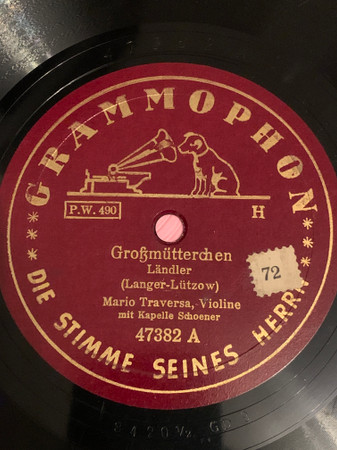 GRAMMOPHON
P.W. 490
H
Großmütterchen
Ländler
(Langer-Lützow)
72
Mario Traversa, Violine
mit Kapelle Schoener
47382 A
DIE STIMME SEINES HERRN